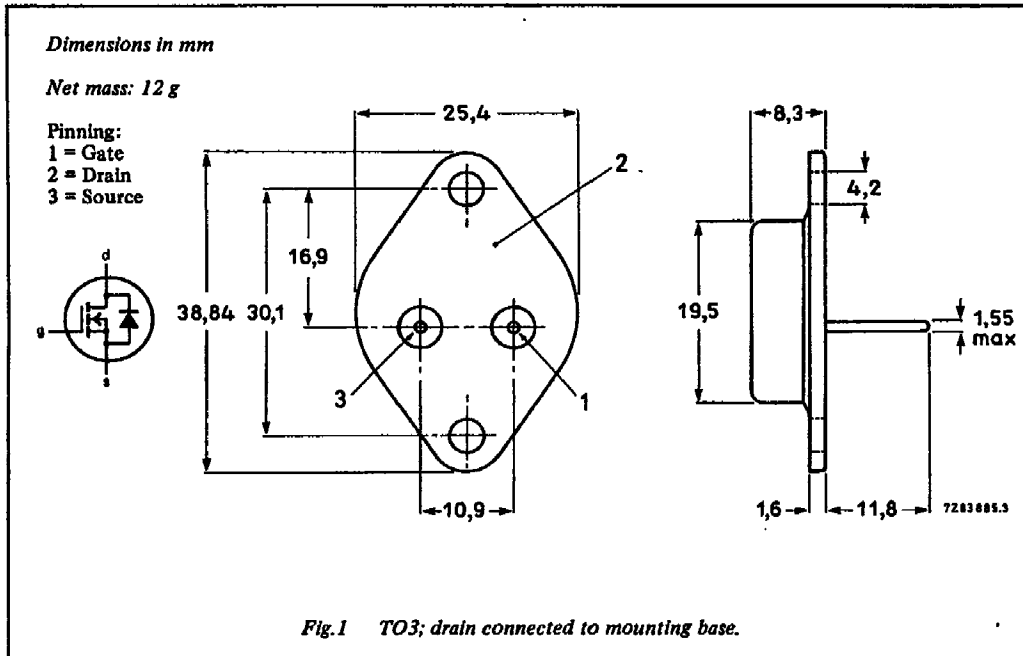 Dimensions in mm
Net mass: 12 g
Pinning:
1 = Gate
2 = Drain
3 = Source
d
g
s
25,4
2
16,9
38,84
30,1
3
1
10,9
8,3
4,2
19,5
1,55
max
1,6
11,8
7Z83885.3
Fig.1 TO3; drain connected to mounting base.